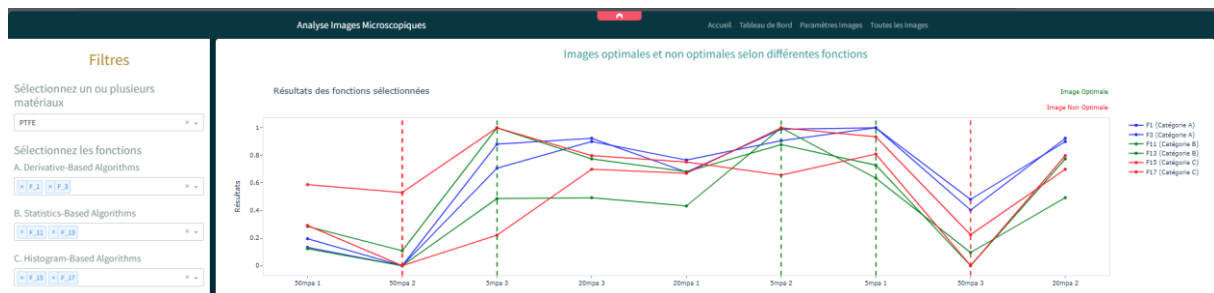 Analyse Images Microscopiques
Accueil Tableau de Bord Paramètres Images Toutes les Images
Filtres
Sélectionnez un ou plusieurs
matériaux
PTFE
Sélectionnez les fonctions
A. Derivative-Based Algorithms
× F_1 × F_3
B. Statistics-Based Algorithms
× F_11 × F_13
C. Histogram-Based Algorithms
× F_15 × F_17
Images optimales et non optimales selon différentes fonctions
Résultats des fonctions sélectionnées
Image Optimale
Image Non Optimale
Résultats
1
0.8
0.6
0.4
0.2
0
50mpa 1 50mpa 2 5mpa 3 20mpa 3 20mpa 1 5mpa 2 5mpa 1 50mpa 3 20mpa 2
F1 (Catégorie A)
F3 (Catégorie A)
F11 (Catégorie B)
F13 (Catégorie B)
F15 (Catégorie C)
F17 (Catégorie C)